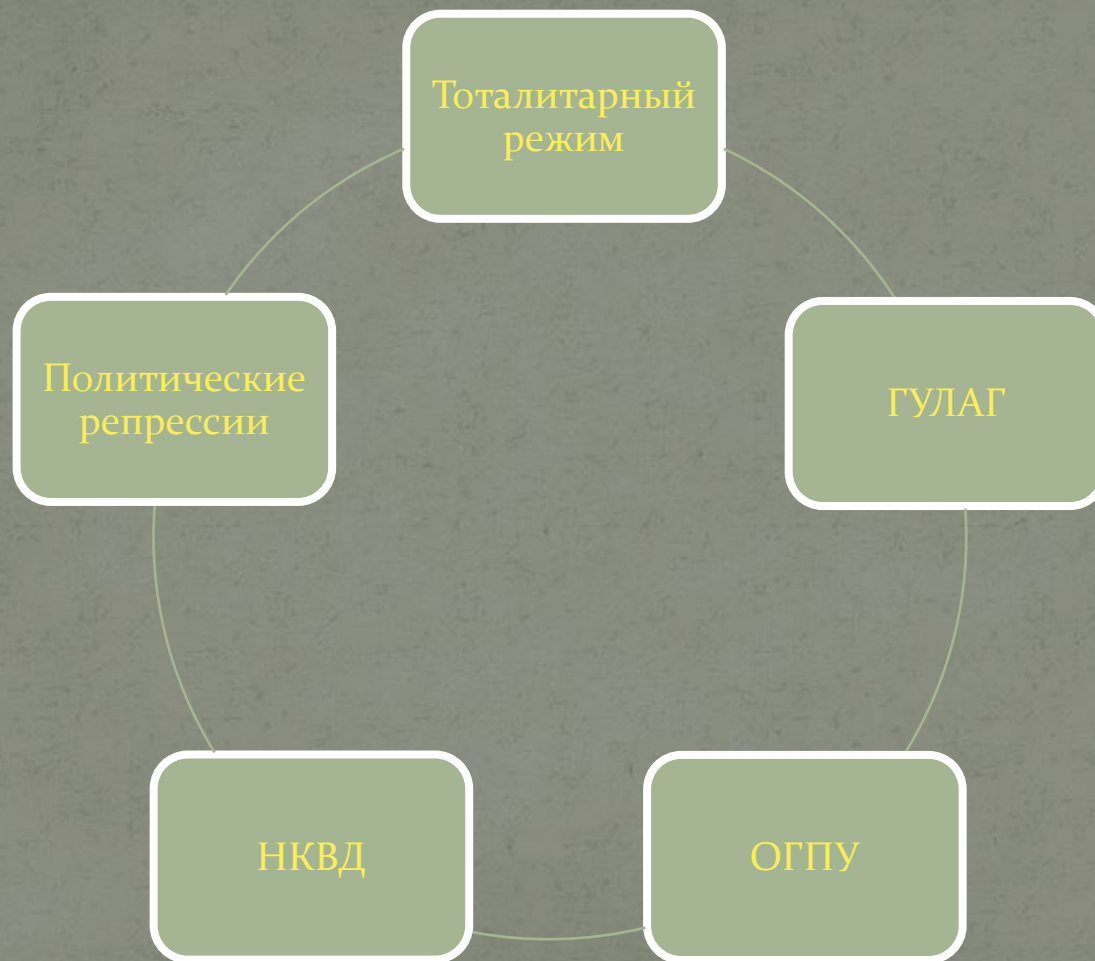 Тоталитарный
режим
Политические
репрессии
ГУЛАГ
НКВД
ОГПУ